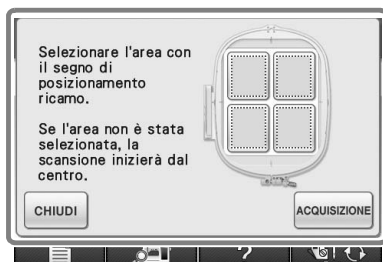 Selezionare l'area con
il segno di
posizionamento
ricamo.
Se l'area non è stata
selezionata, la
scansione inizierà dal
centro.
CHIUDI
ACQUISIZIONE
?